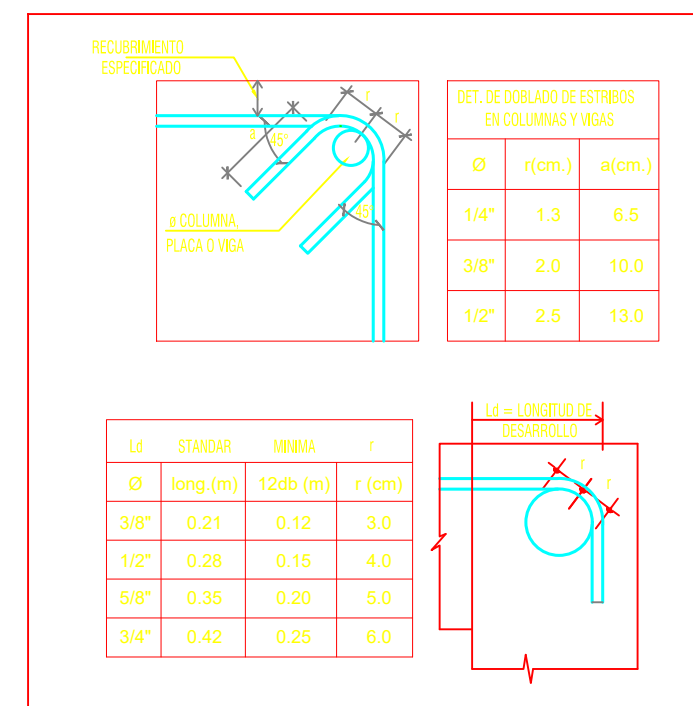 RECUBRIMIENTO
ESPECIFICADO
r
r
a
45°
45°
ø COLUMNA.
PLACA O VIGA
DET. DE DOBLADO DE ESTRIBOS
EN COLUMNAS Y VIGAS
Ø r(cm.) a(cm.)
1/4" 1.3 6.5
3/8" 2.0 10.0
1/2" 2.5 13.0
Ld STANDAR MINIMA r
Ø long.(m) 12db (m) r (cm)
3/8" 0.21 0.12 3.0
1/2" 0.28 0.15 4.0
5/8" 0.35 0.20 5.0
3/4" 0.42 0.25 6.0
Ld = LONGITUD DE
DESARROLLO
r
r